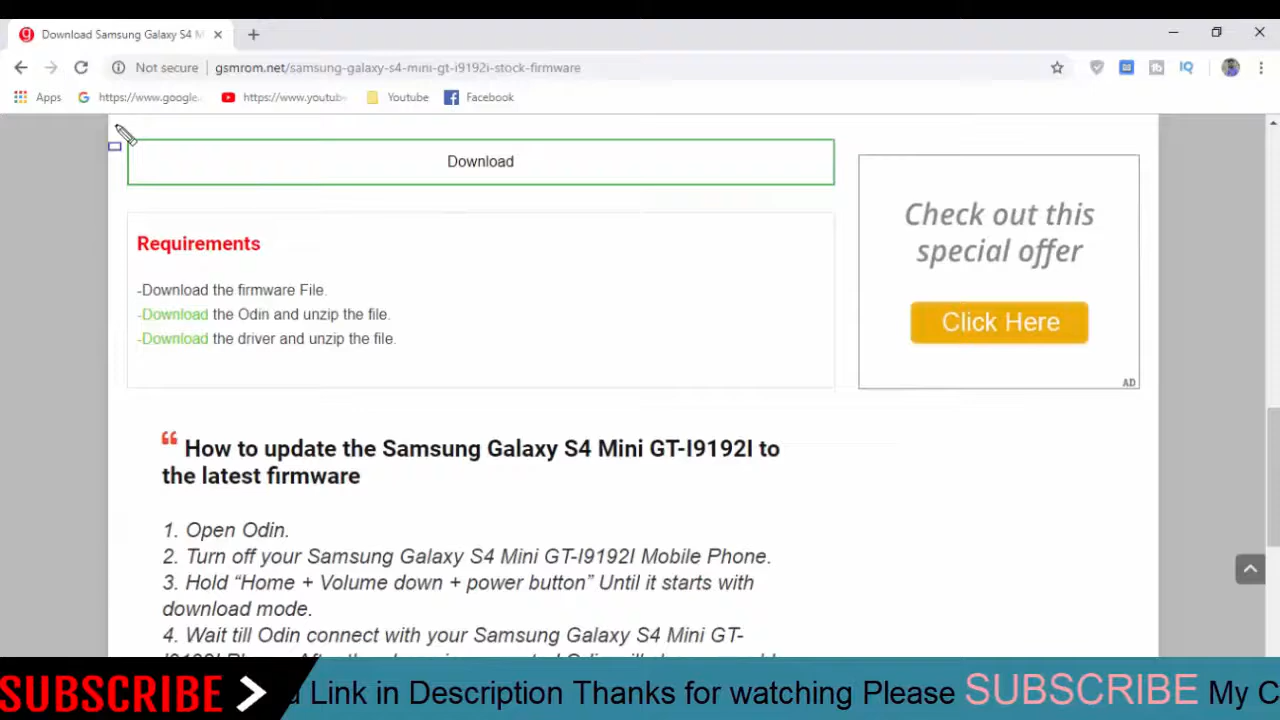 Download Samsung Galaxy S4 M
Not secure gsmrom.net/samsung-galaxy-s4-mini-gt-i9192i-stock-firmware
Apps https://www.google. https://www.youtub Youtube Facebook
Download
Check out this
special offer
Click Here
AD
Requirements
-Download the firmware File.
-Download the Odin and unzip the file.
-Download the driver and unzip the file.
“ How to update the Samsung Galaxy S4 Mini GT-I9192I to
the latest firmware
1. Open Odin.
2. Turn off your Samsung Galaxy S4 Mini GT-I9192I Mobile Phone.
3. Hold “Home + Volume down + power button” Until it starts with
download mode.
4. Wait till Odin connect with your Samsung Galaxy S4 Mini GT-
SUBSCRIBE Link in Description Thanks for watching Please SUBSCRIBE My C